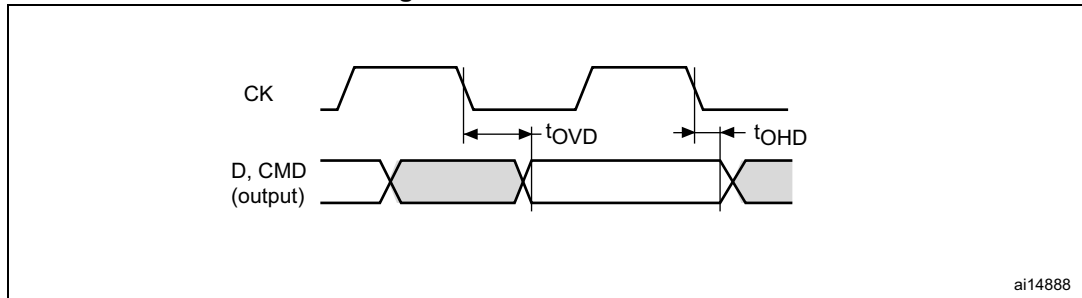 CK
tOVD
tOHD
D, CMD
(output)
ai14888